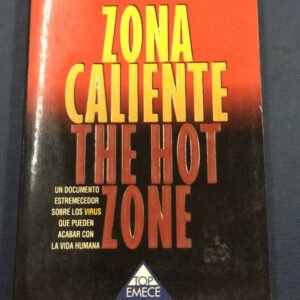 ZONA
CALIENTE
THE HOT
ZONE
UN DOCUMENTO
ESTREMECEDOR
SOBRE LOS VIRUS
QUE PUEDEN
ACABAR CON
LA VIDA HUMANA
TOP
EMECÉ